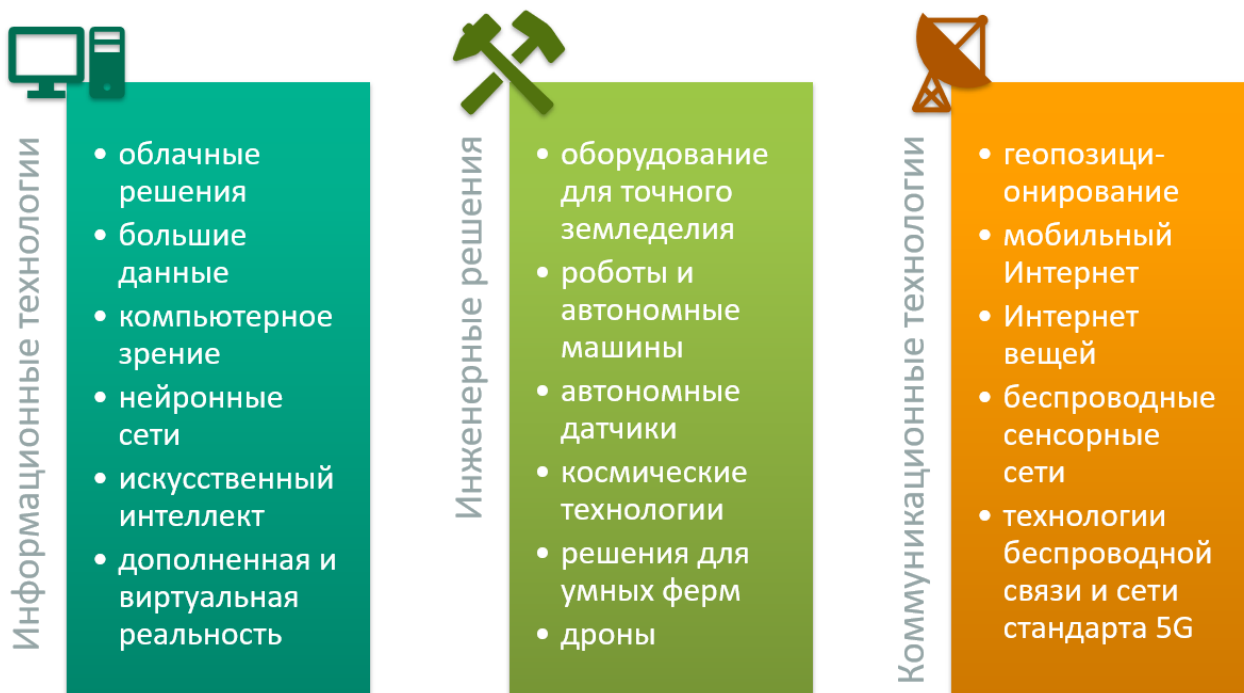 Информационные технологии
• облачные
решения
• большие
данные
• компьютерное
зрение
• нейронные
сети
• искусственный
интеллект
• дополненная и
виртуальная
реальность
Инженерные решения
• оборудование
для точного
земледелия
• роботы и
автономные
машины
• автономные
датчики
• космические
технологии
• решения для
умных ферм
• дроны
Коммуникационные технологии
• геопозици-
онирование
• мобильный
Интернет
• Интернет
вещей
• беспроводные
сенсорные
сети
• технологии
беспроводной
связи и сети
стандарта 5G